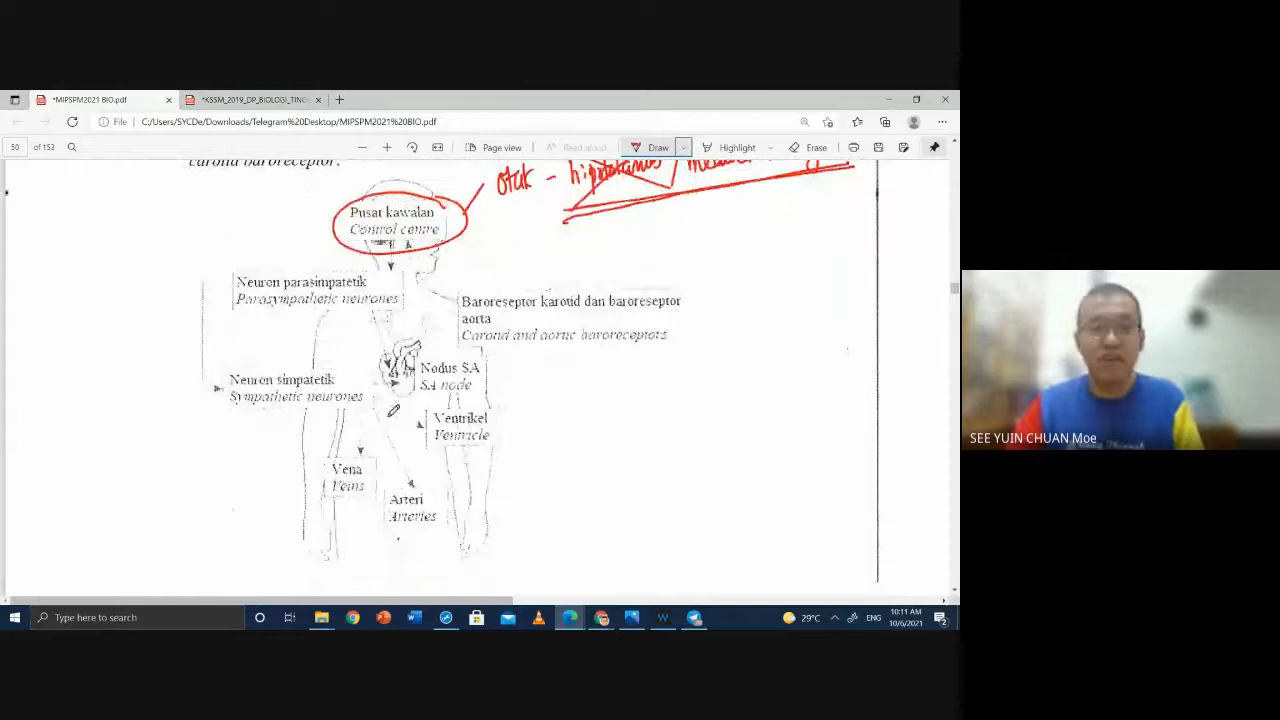 *MIPSPM2021 BIO.pdf
*KSSM_2019_DP_BIOLOGI_TING
File
C:/Users/SYCDe/Downloads/Telegram%20Desktop/MIPSPM2021%20BIO.pdf
50 of 153
Page view
Read aloud
Draw
Highlight
Erase
carotid baroreceptor.
otak -
Pusat kawalan
Control centre
Neuron parasimpatetik
Parasympathetic neurones
Baroreseptor karotid dan baroreseptor
aorta
Carotid and aortic baroreceptors
Nodus SA
SA node
Neuron simpatetik
Sympathetic neurones
Ventrikel
Ventricle
Vena
Veins
Arteri
Arteries
SEE YUIN CHUAN Moe
Type here to search
29°C
ENG
10:11 AM
10/6/2021
2